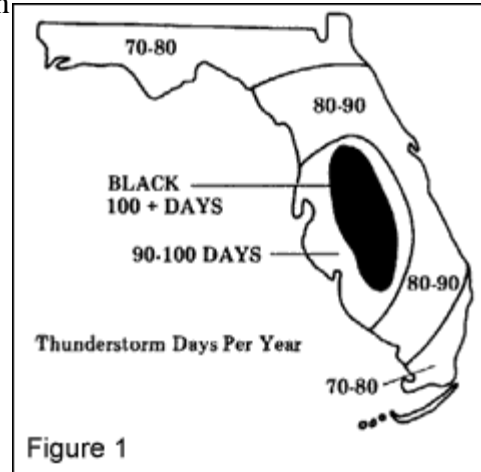 n
70-80
80-90
BLACK
100 + DAYS
90-100 DAYS
80-90
Thunderstorm Days Per Year
70-80
Figure 1